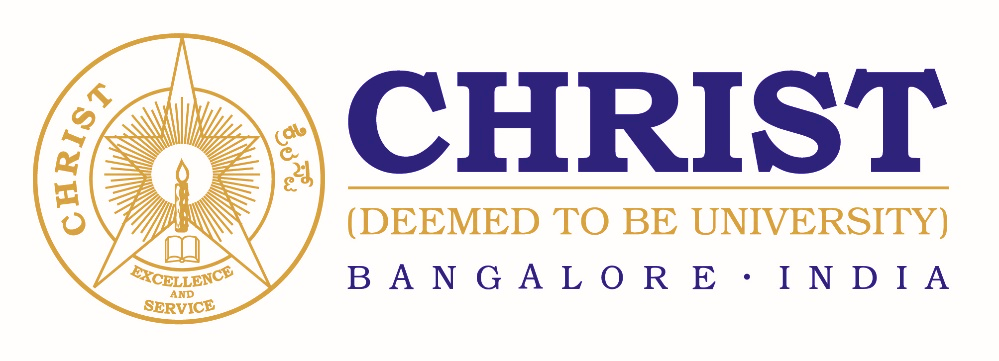 CHRIST
ಕ್ರೈಸ್ಟ್
EXCELLENCE
AND
SERVICE
CHRIST
(DEEMED TO BE UNIVERSITY)
BANGALORE · INDIA